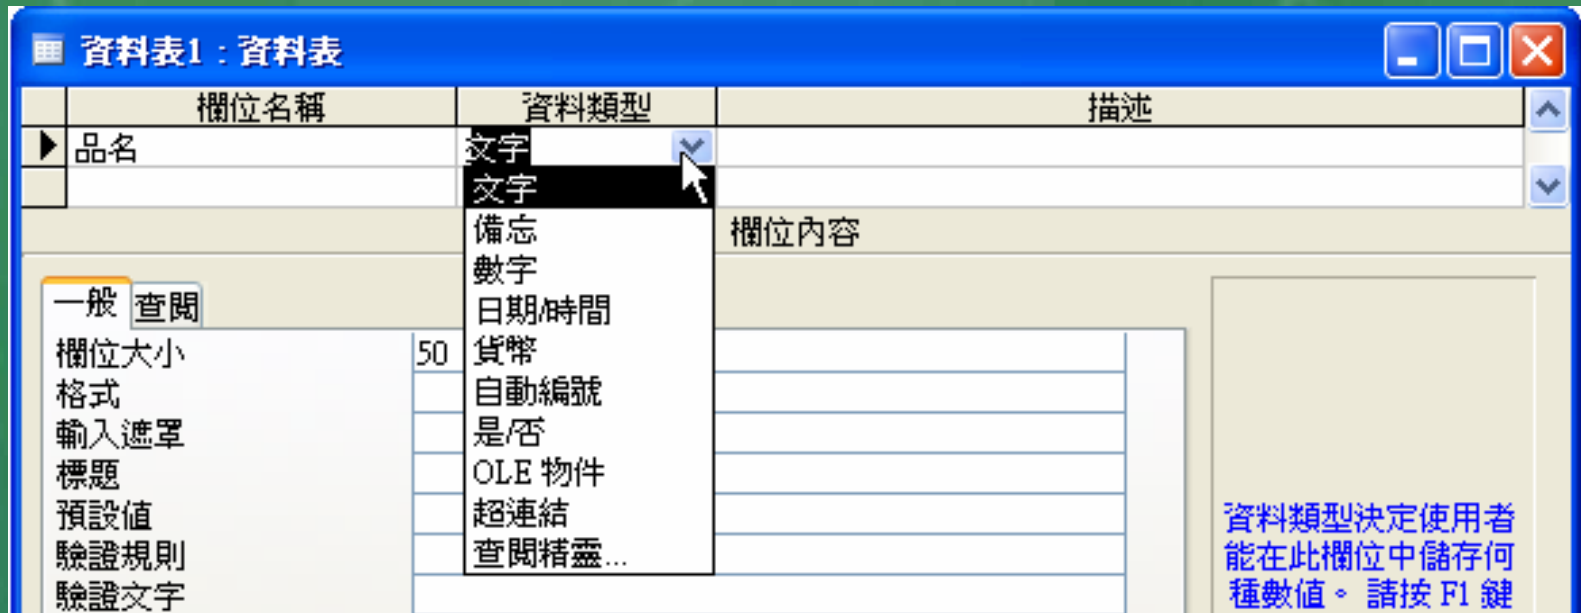 資料表1 : 資料表
欄位名稱 資料類型 描述
品名 文字
文字
備忘
數字
日期/時間
貨幣
自動編號
是/否
OLE 物件
超連結
查閱精靈...
欄位內容
一般 查閱
欄位大小 50
格式
輸入遮罩
標題
預設值
驗證規則
驗證文字
資料類型決定使用者
能在此欄位中儲存何
種數值。 請按 F1 鍵